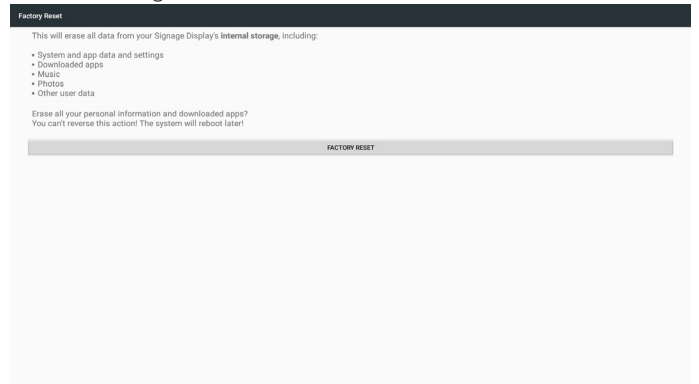 Factory Reset
This will erase all data from your Signage Display's internal storage, including:
▪ System and app data and settings
▪ Downloaded apps
▪ Music
▪ Photos
▪ Other user data
Erase all your personal information and downloaded apps?
You can't reverse this action! The system will reboot later!
FACTORY RESET